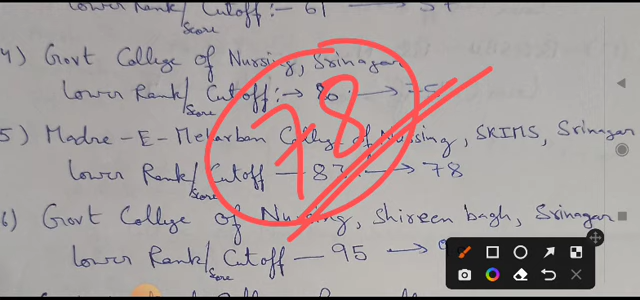 Lower Rank/Score Cutoff:- 61 → 57
4) Govt College of Nursing, Srinagar
Lower Rank/Score Cutoff:→ 80 →
78
5) Madre-E-Meharban College of Nursing, SKIMS, Srinagar
Lower Rank/Score Cutoff — 87 → 78
6) Govt College of Nursing, Shireen bagh, Srinagar
Lower Rank/Score Cutoff — 95 →